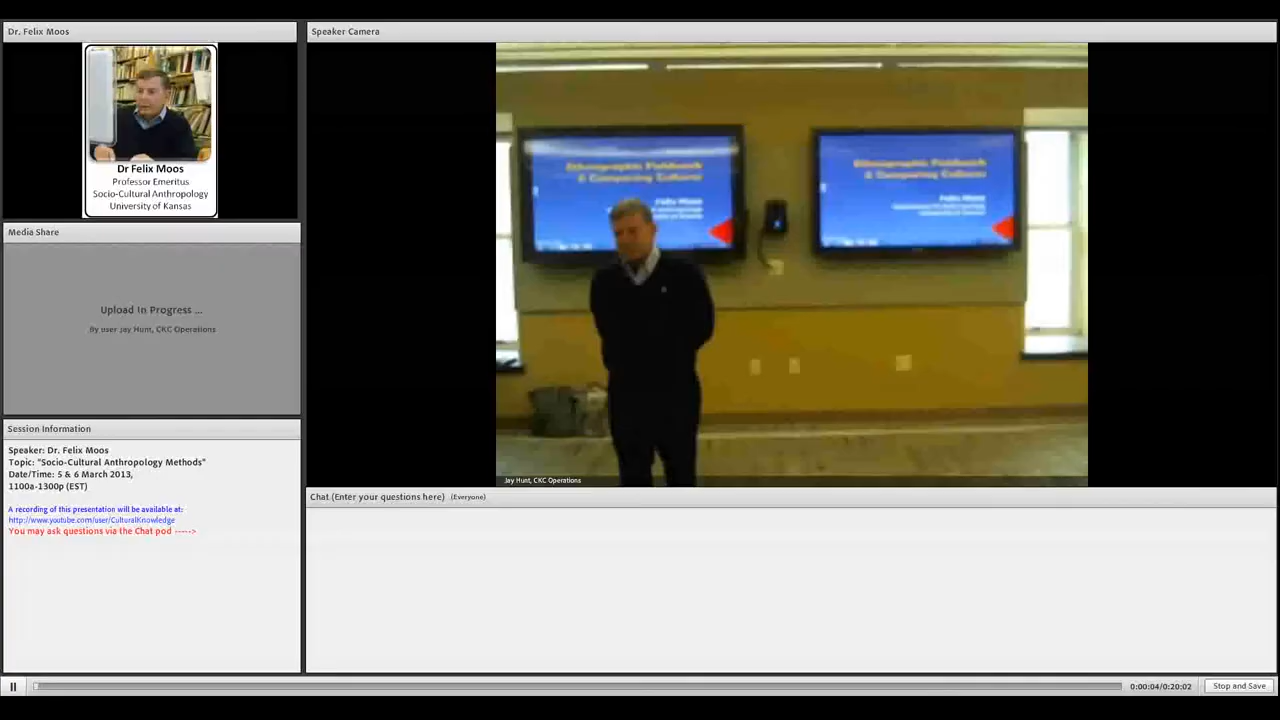 Dr. Felix Moos
Dr Felix Moos
Professor Emeritus
Socio-Cultural Anthropology
University of Kansas
Media Share
Upload In Progress ...
By user Jay Hunt, CKC Operations
Session Information
Speaker: Dr. Felix Moos
Topic: "Socio-Cultural Anthropology Methods"
Date/Time: 5 & 6 March 2013,
1100a-1300p (EST)
A recording of this presentation will be available at:
http://www.youtube.com/user/CulturalKnowledge
You may ask questions via the Chat pod ----->
Speaker Camera
Ethnographic Fieldwork
& Comparing Cultures
Felix Moos
Ethnographic Fieldwork
& Comparing Cultures
Felix Moos
Jay Hunt, CKC Operations
Chat (Enter your questions here) (Everyone)
0:00:04/0:20:02
Stop and Save